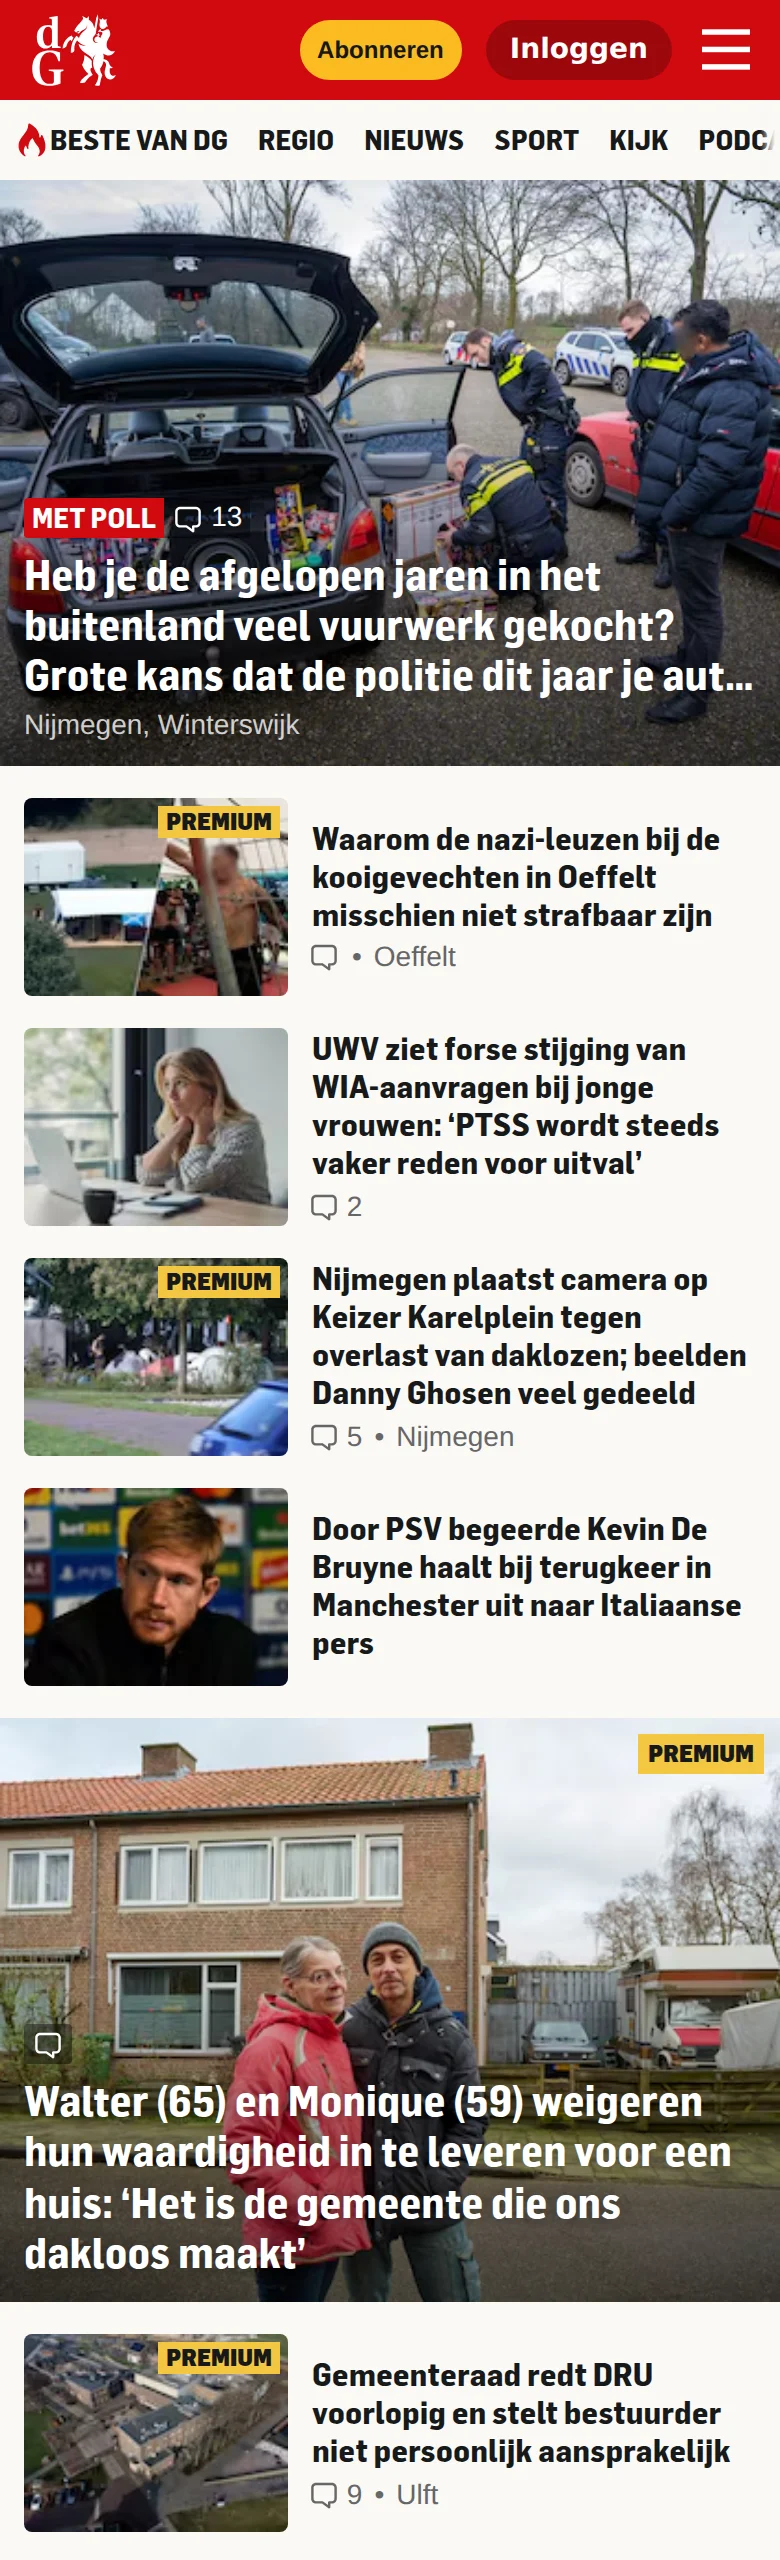 dG
Abonneren
Inloggen
BESTE VAN DG
REGIO
NIEUWS
SPORT
KIJK
PODCA
MET POLL
13
Heb je de afgelopen jaren in het
buitenland veel vuurwerk gekocht?
Grote kans dat de politie dit jaar je aut...
Nijmegen, Winterswijk
PREMIUM
Waarom de nazi-leuzen bij de
kooigevechten in Oeffelt
misschien niet strafbaar zijn
• Oeffelt
UWV ziet forse stijging van
WIA-aanvragen bij jonge
vrouwen: ‘PTSS wordt steeds
vaker reden voor uitval’
2
PREMIUM
Nijmegen plaatst camera op
Keizer Karelplein tegen
overlast van daklozen; beelden
Danny Ghosen veel gedeeld
5 • Nijmegen
bet365
Door PSV begeerde Kevin De
Bruyne haalt bij terugkeer in
Manchester uit naar Italiaanse
pers
PREMIUM
Walter (65) en Monique (59) weigeren
hun waardigheid in te leveren voor een
huis: ‘Het is de gemeente die ons
dakloos maakt’
PREMIUM
Gemeenteraad redt DRU
voorlopig en stelt bestuurder
niet persoonlijk aansprakelijk
9 • Ulft